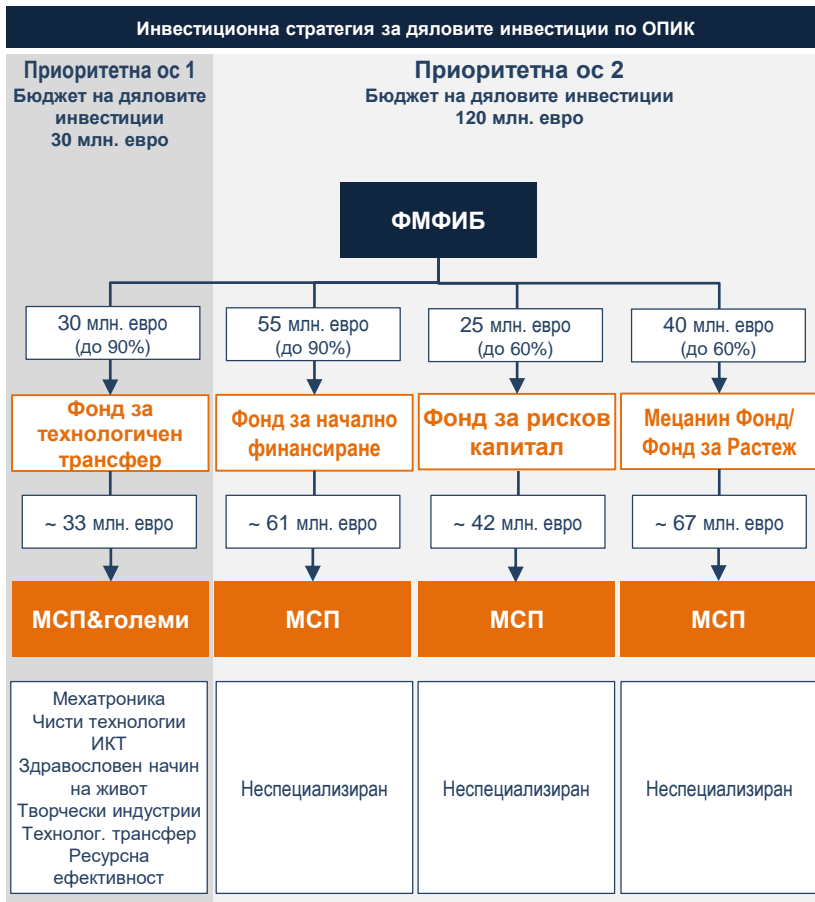 Инвестиционна стратегия за дяловите инвестиции по ОПИК
Приоритетна ос 1
Бюджет на дяловите
инвестиции
30 млн. евро
Приоритетна ос 2
Бюджет на дяловите инвестиции
120 млн. евро
ФМФИБ
30 млн. евро
(до 90%)
55 млн. евро
(до 90%)
25 млн. евро
(до 60%)
40 млн. евро
(до 60%)
Фонд за
технологичен
трансфер
Фонд за начално
финансиране
Фонд за рисков
капитал
Мецанин Фонд/
Фонд за Растеж
~ 33 млн. евро
~ 61 млн. евро
~ 42 млн. евро
~ 67 млн. евро
МСП&големи
МСП
МСП
МСП
Мехатроника
Чисти технологии
ИКТ
Здравословен начин
на живот
Творчески индустрии
Технолог. трансфер
Ресурсна
ефективност
Неспециализиран
Неспециализиран
Неспециализиран